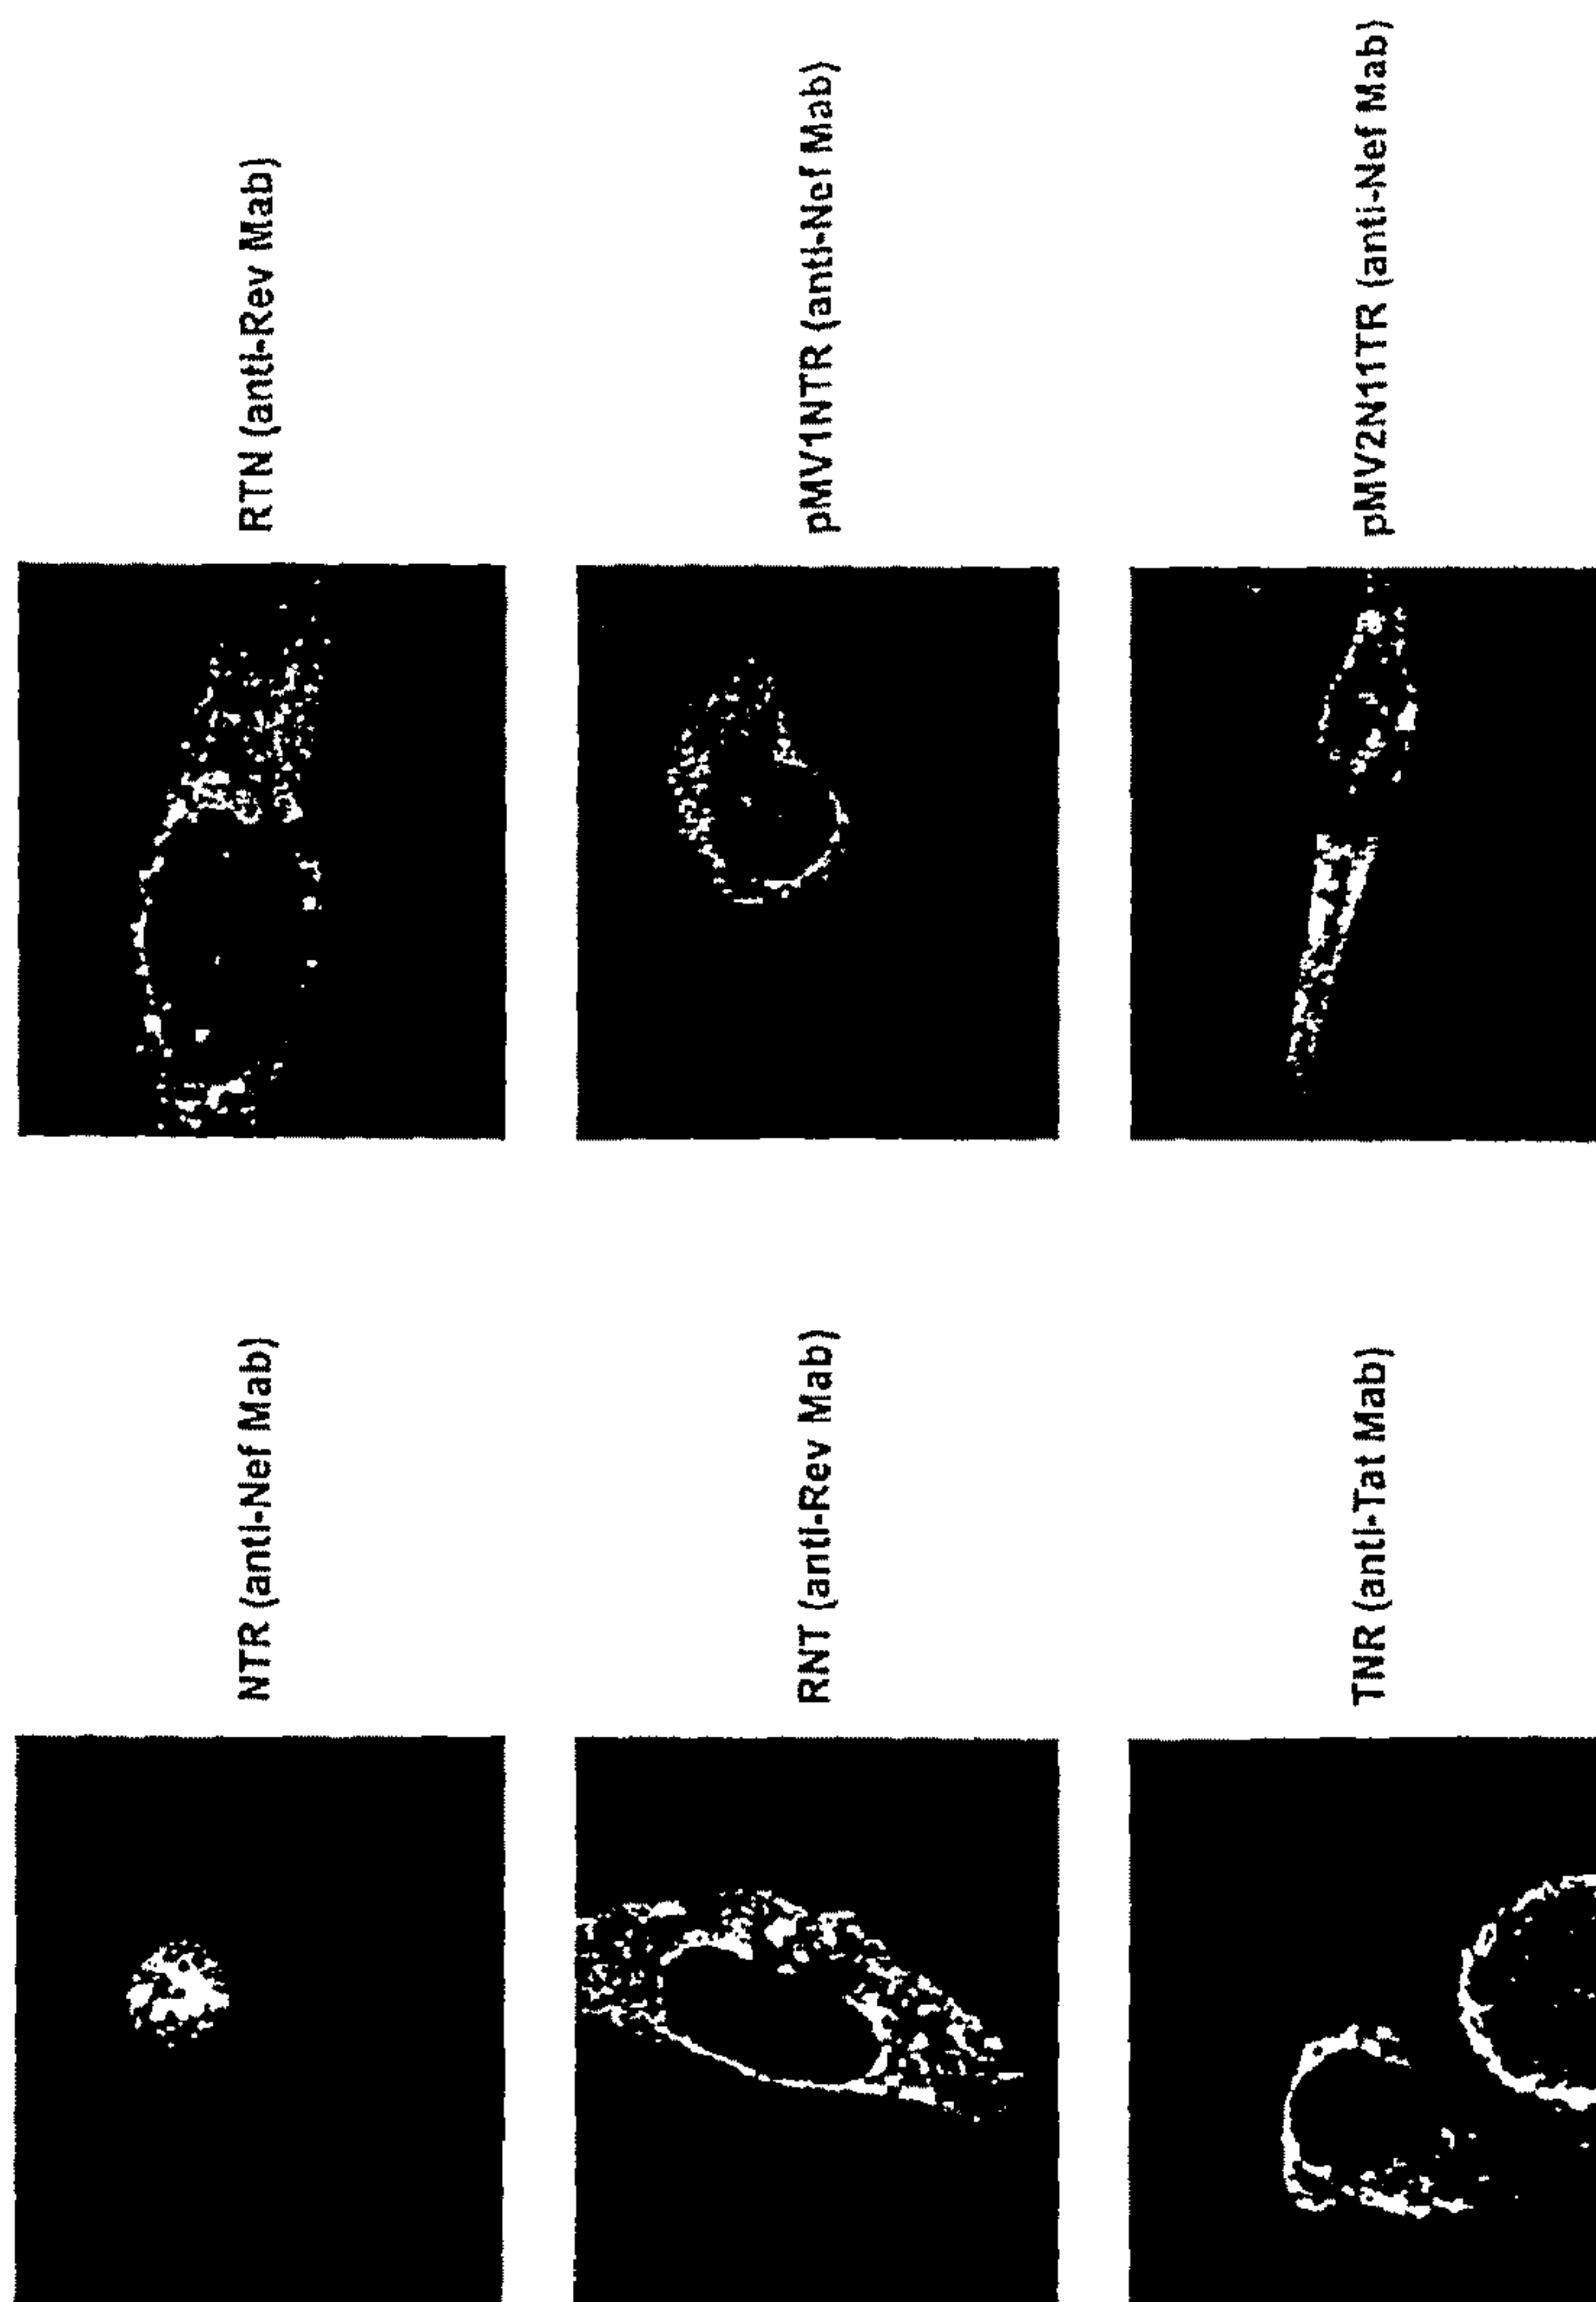 NTR (anti-Nef Mab)
RTN (anti-Rev Mab)
RNT (anti-Rev Mab)
pMV1NTR (anti-Nef Mab)
TNR (anti-Tat Mab)
pMV2N11TR (anti-Nef Mab)